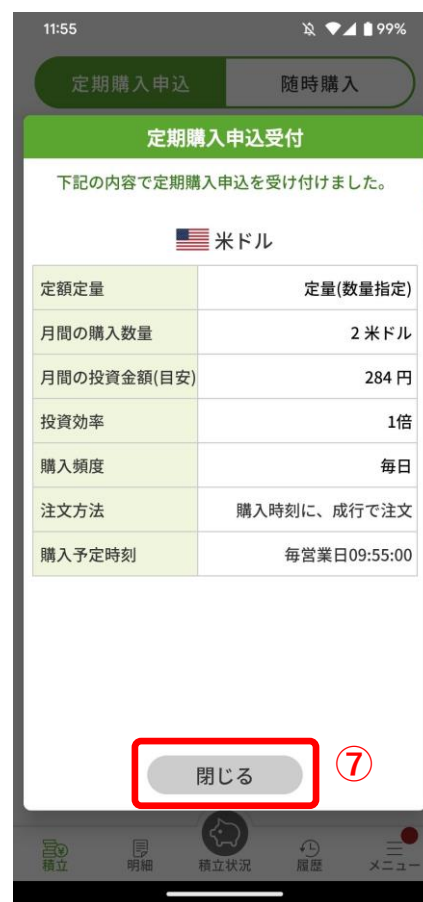 11:55 99%
定期購入申込 随時購入
定期購入申込受付
下記の内容で定期購入申込を受け付けました。
米ドル
定額定量 定量(数量指定)
月間の購入数量 2 米ドル
月間の投資金額(目安) 284 円
投資効率 1倍
購入頻度 毎日
注文方法 購入時刻に、成行で注文
購入予定時刻 毎営業日09:55:00
閉じる ⑦
積立 明細 積立状況 履歴 メニュー